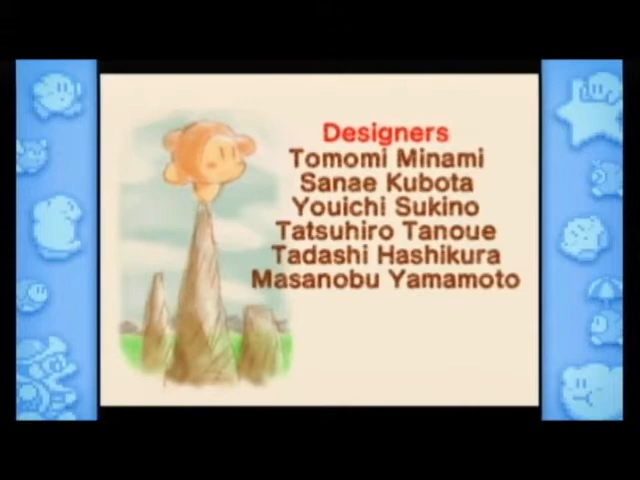 Designers
Tomomi Minami
Sanae Kubota
Youichi Sukino
Tatsuhiro Tanoue
Tadashi Hashikura
Masanobu Yamamoto